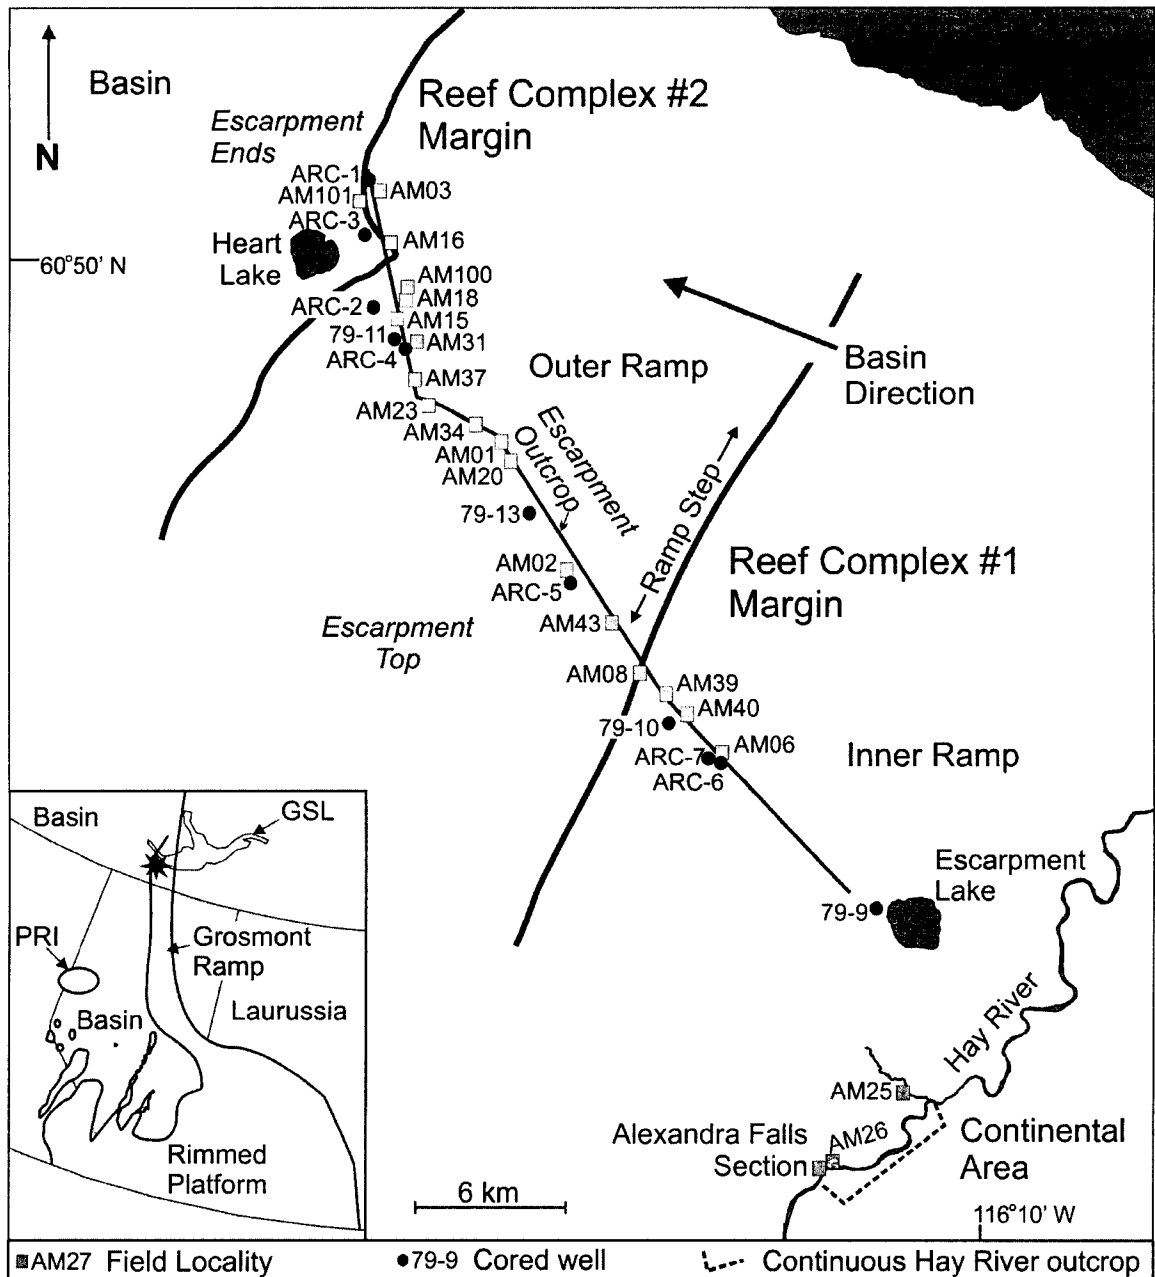 Basin
N
Escarpment
Ends
Reef Complex #2
Margin
ARC-1
AM03
AM101
ARC-3
Heart
Lake
AM16
60°50' N
AM100
AM18
ARC-2
AM15
79-11
AM31
ARC-4
AM37
AM23
AM34
AM01
AM20
Outer Ramp
Basin
Direction
Escarpment
Outcrop
79-13
Ramp Step
AM02
ARC-5
Reef Complex #1
Margin
Escarpment
Top
AM43
AM08
AM39
AM40
79-10
AM06
ARC-7
ARC-6
Inner Ramp
Escarpment
Lake
79-9
Hay River
AM25
AM26
Alexandra Falls
Section
Continental
Area
6 km
116°10' W
Basin
GSL
PRI
Grosmont
Ramp
Basin
Laurussia
Rimmed
Platform
AM27 Field Locality
79-9 Cored well
Continuous Hay River outcrop